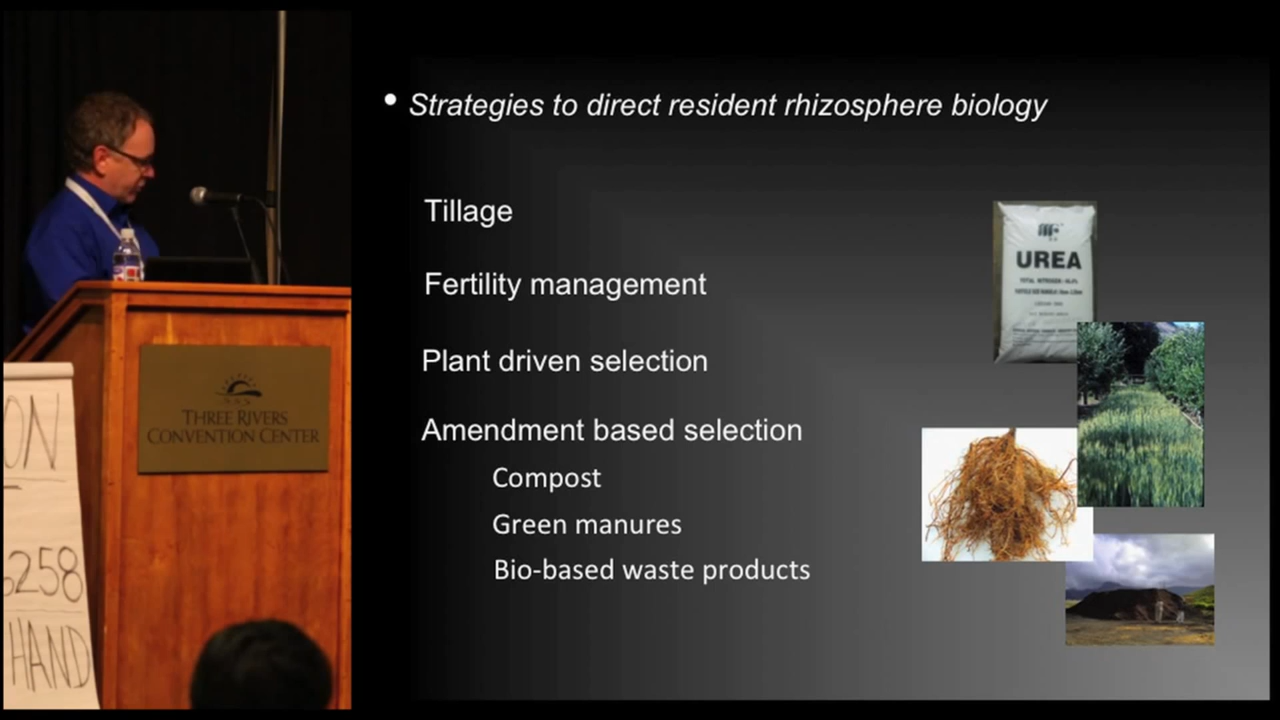 • Strategies to direct resident rhizosphere biology
Tillage
Fertility management
Plant driven selection
Amendment based selection
Compost
Green manures
Bio-based waste products
UREA
THREE RIVERS
CONVENTION CENTER
ON
258
HAND